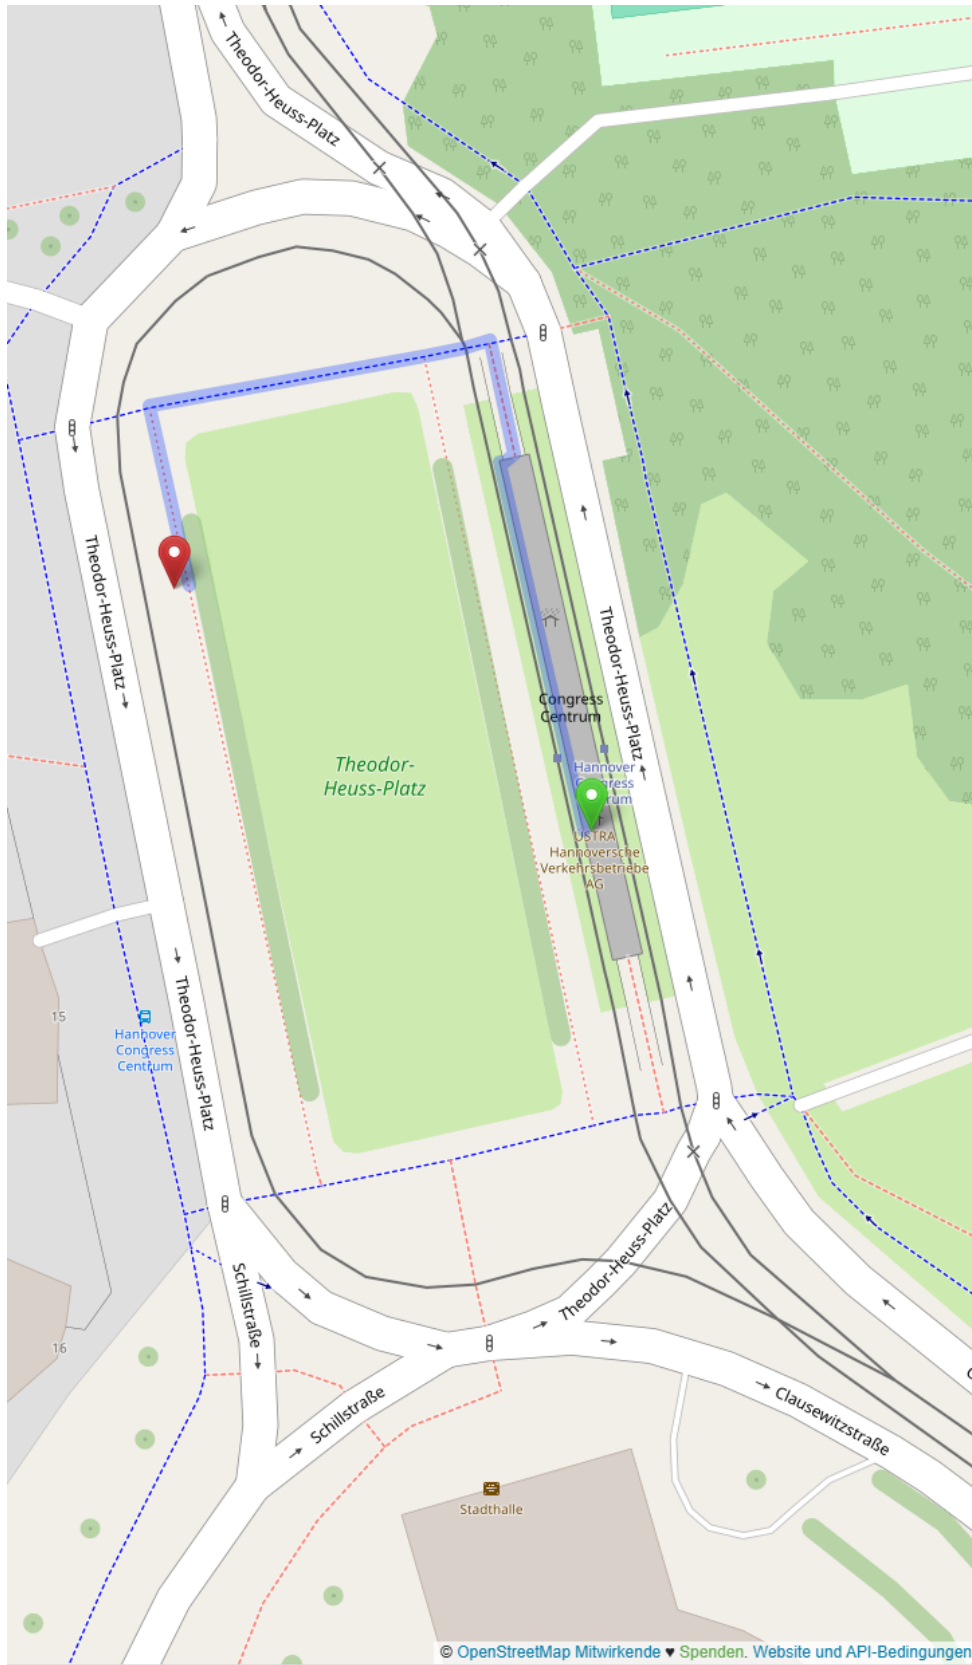 Theodor-Heuss-Platz
Theodor-Heuss-Platz
Theodor-Heuss-Platz
Congress
Centrum
Theodor-
Heuss-Platz
Hannover
Congress
USTRA
Hannoversche
Verkehrsbetriebe
AG
Theodor-Heuss-Platz
15
Hannover
Congress
Centrum
Theodor-Heuss-Platz
Schillstraße
16
Schillstraße
Clausewitzstraße
Stadthalle
© OpenStreetMap Mitwirkende ♥ Spenden. Website und API-Bedingungen